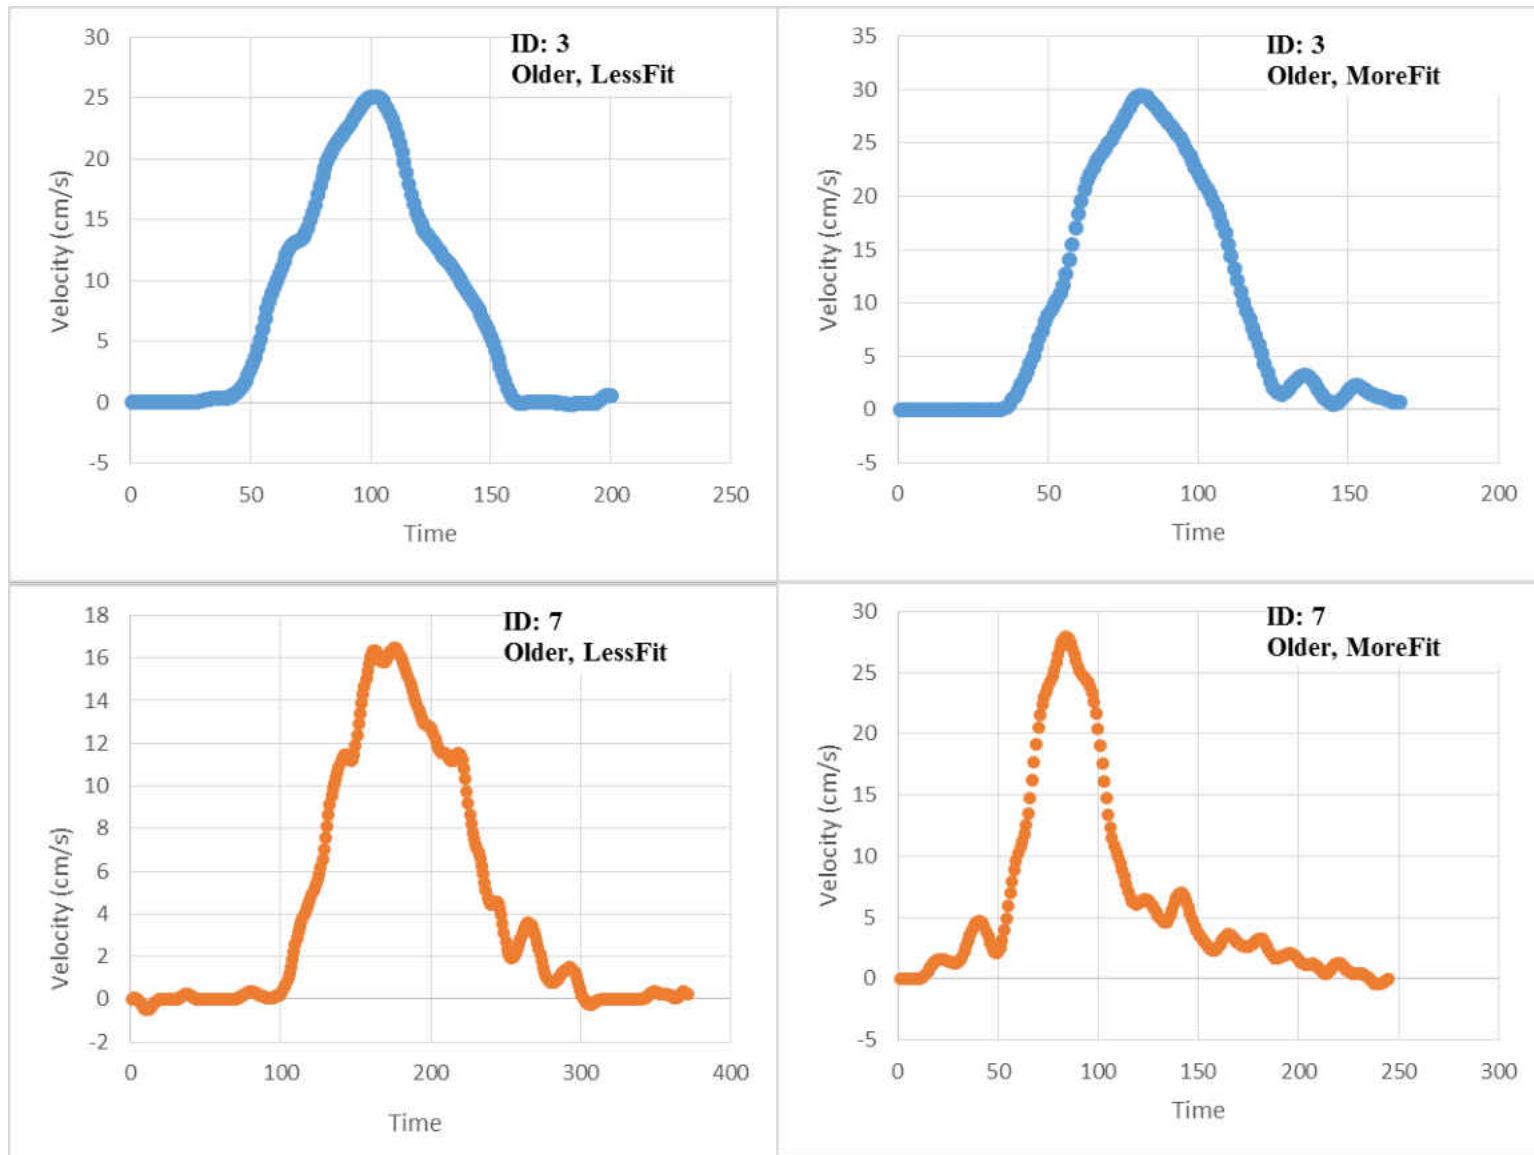 ID: 3
Older, LessFit
30
25
20
15
10
5
0
-5
0 50 100 150 200 250
Velocity (cm/s)
Time
ID: 3
Older, MoreFit
35
30
25
20
15
10
5
0
-5
0 50 100 150 200
Velocity (cm/s)
Time
ID: 7
Older, LessFit
18
16
14
12
10
8
6
4
2
0
-2
0 100 200 300 400
Velocity (cm/s)
Time
ID: 7
Older, MoreFit
30
25
20
15
10
5
0
-5
0 50 100 150 200 250 300
Velocity (cm/s)
Time